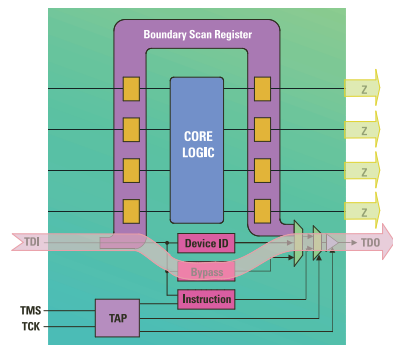 Boundary Scan Register
Z
Z
CORE
LOGIC
Z
Z
TDI
Device ID
TDO
Bypass
Instruction
TMS
TAP
TCK